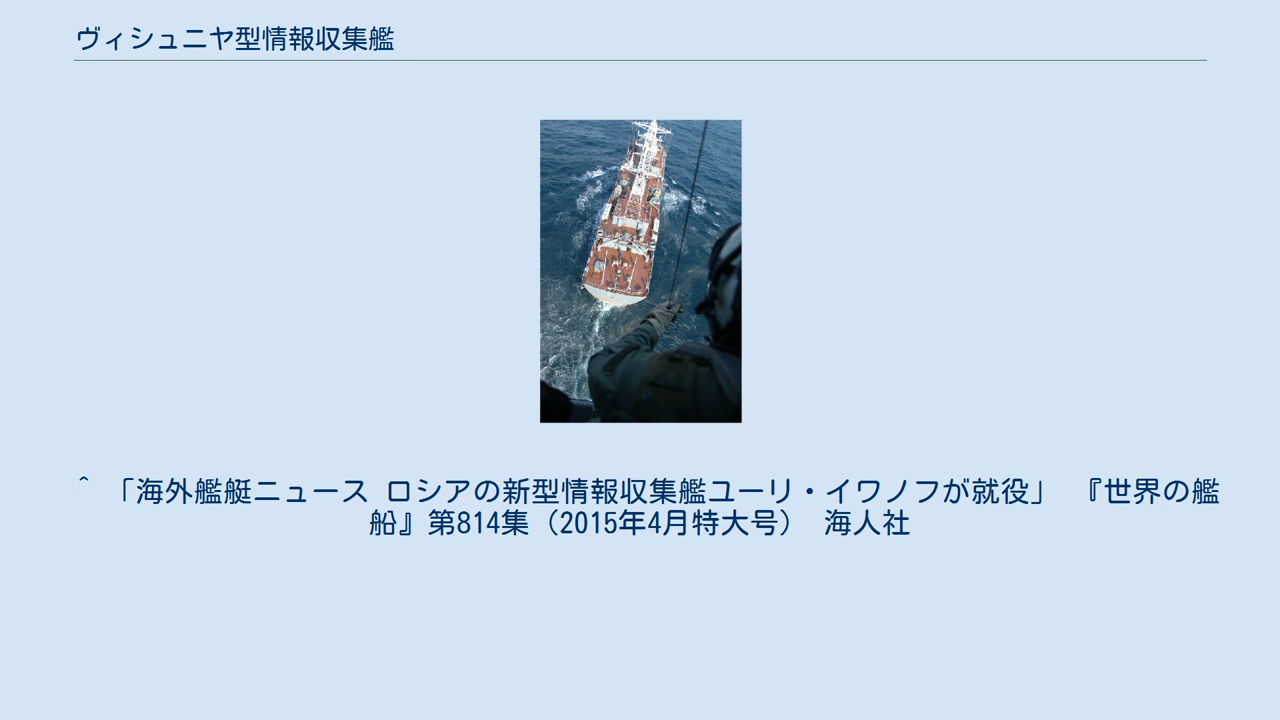 ヴィシュニヤ型情報収集艦
^ 「海外艦艇ニュース ロシアの新型情報収集艦ユーリ・イワノフが就役」 『世界の艦
船』第814集（2015年4月特大号） 海人社